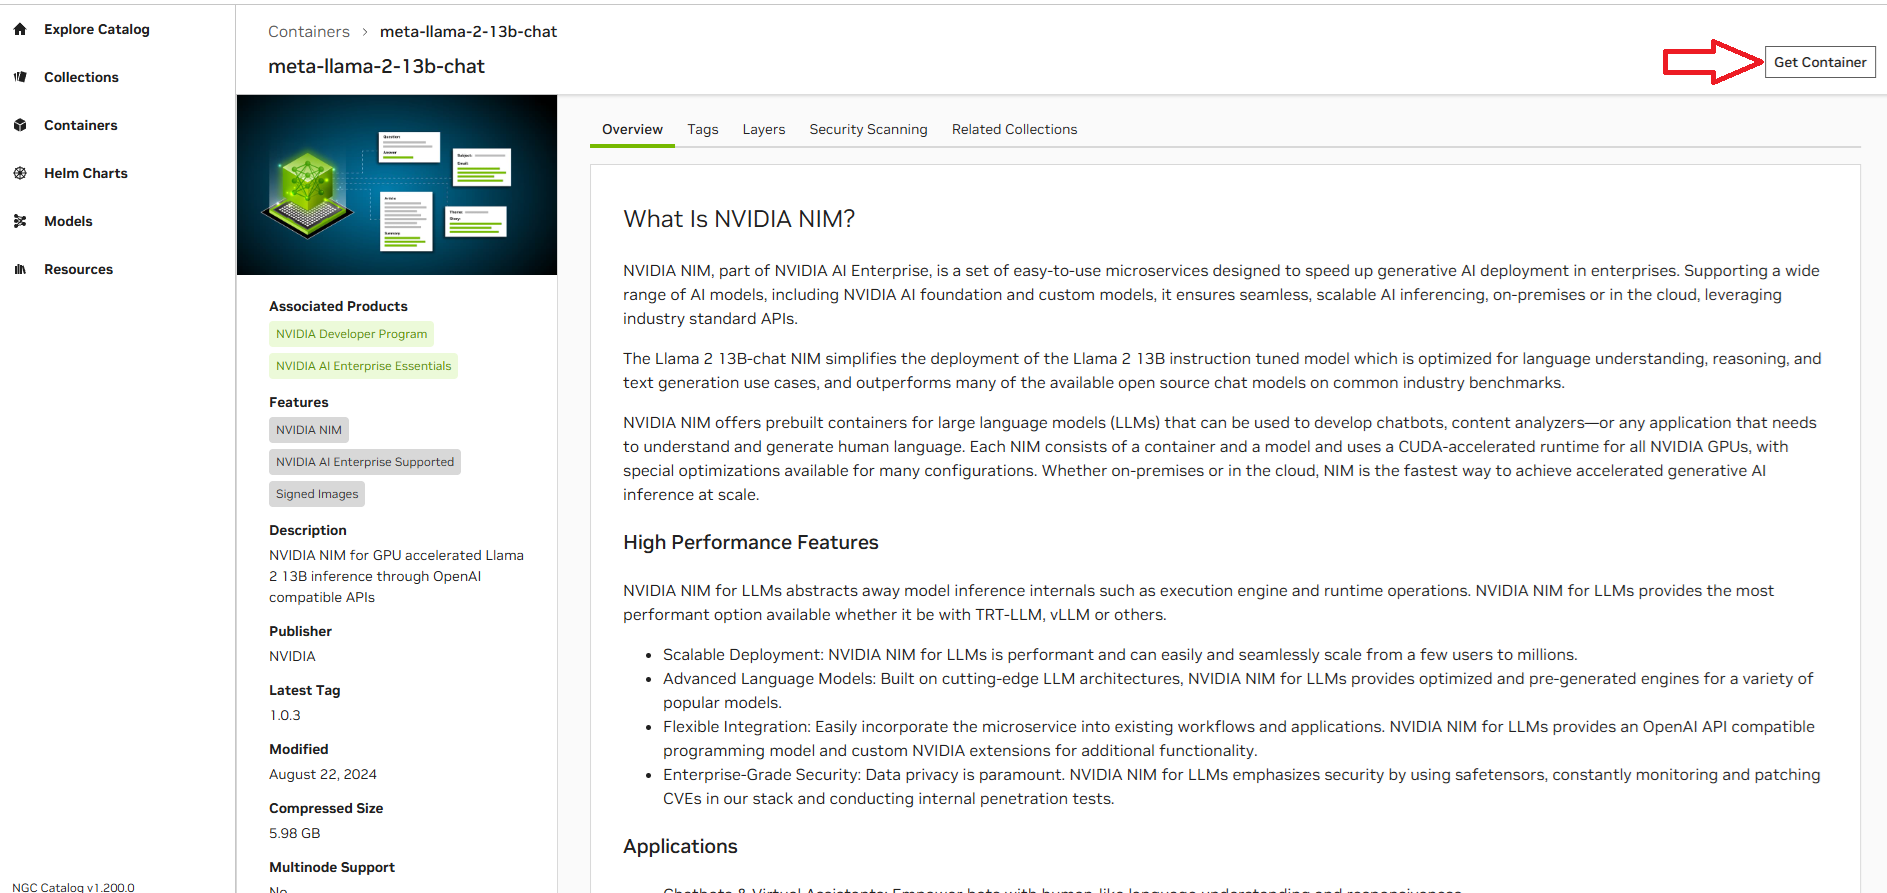 Explore Catalog
Collections
Containers
Helm Charts
Models
Resources
NGC Catalog v1.200.0
Containers > meta-llama-2-13b-chat
meta-llama-2-13b-chat
Get Container
Question
Answer
Subject:
Email:
Article
Summary
Theme:
Story:
Associated Products
NVIDIA Developer Program
NVIDIA AI Enterprise Essentials
Features
NVIDIA NIM
NVIDIA AI Enterprise Supported
Signed Images
Description
NVIDIA NIM for GPU accelerated Llama
2 13B inference through OpenAI
compatible APIs
Publisher
NVIDIA
Latest Tag
1.0.3
Modified
August 22, 2024
Compressed Size
5.98 GB
Multinode Support
No
Overview Tags Layers Security Scanning Related Collections
What Is NVIDIA NIM?
NVIDIA NIM, part of NVIDIA AI Enterprise, is a set of easy-to-use microservices designed to speed up generative AI deployment in enterprises. Supporting a wide
range of AI models, including NVIDIA AI foundation and custom models, it ensures seamless, scalable AI inferencing, on-premises or in the cloud, leveraging
industry standard APIs.
The Llama 2 13B-chat NIM simplifies the deployment of the Llama 2 13B instruction tuned model which is optimized for language understanding, reasoning, and
text generation use cases, and outperforms many of the available open source chat models on common industry benchmarks.
NVIDIA NIM offers prebuilt containers for large language models (LLMs) that can be used to develop chatbots, content analyzers—or any application that needs
to understand and generate human language. Each NIM consists of a container and a model and uses a CUDA-accelerated runtime for all NVIDIA GPUs, with
special optimizations available for many configurations. Whether on-premises or in the cloud, NIM is the fastest way to achieve accelerated generative AI
inference at scale.
High Performance Features
NVIDIA NIM for LLMs abstracts away model inference internals such as execution engine and runtime operations. NVIDIA NIM for LLMs provides the most
performant option available whether it be with TRT-LLM, vLLM or others.
• Scalable Deployment: NVIDIA NIM for LLMs is performant and can easily and seamlessly scale from a few users to millions.
• Advanced Language Models: Built on cutting-edge LLM architectures, NVIDIA NIM for LLMs provides optimized and pre-generated engines for a variety of
popular models.
• Flexible Integration: Easily incorporate the microservice into existing workflows and applications. NVIDIA NIM for LLMs provides an OpenAI API compatible
programming model and custom NVIDIA extensions for additional functionality.
• Enterprise-Grade Security: Data privacy is paramount. NVIDIA NIM for LLMs emphasizes security by using safetensors, constantly monitoring and patching
CVEs in our stack and conducting internal penetration tests.
Applications
Chatbots & Virtual Assistants: Empower bots with human-like language understanding and responsiveness.